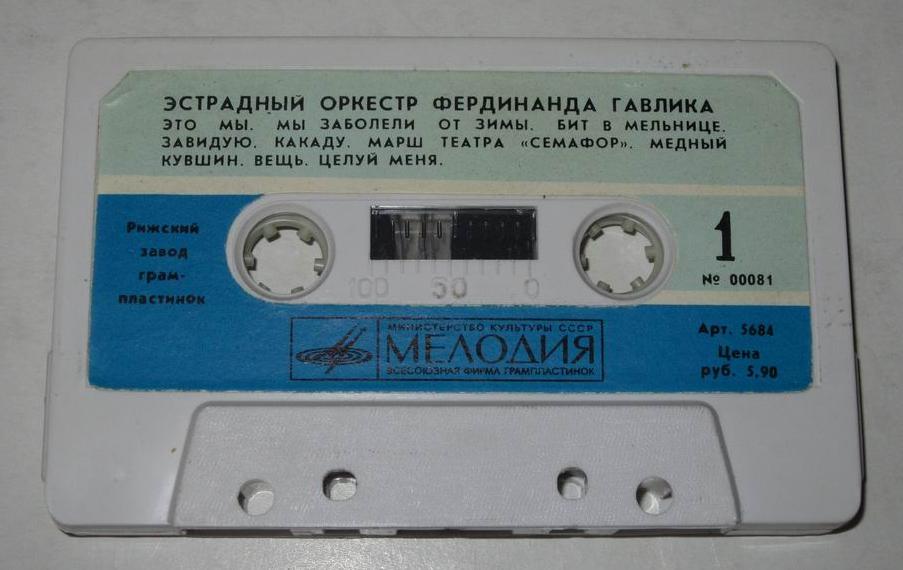 ЭСТРАДНЫЙ ОРКЕСТР ФЕРДИНАНДА ГАВЛИКА
ЭТО МЫ. МЫ ЗАБОЛЕЛИ ОТ ЗИМЫ. БИТ В МЕЛЬНИЦЕ.
ЗАВИДУЮ. КАКАДУ. МАРШ ТЕАТРА «СЕМАФОР». МЕДНЫЙ
КУВШИН. ВЕЩЬ. ЦЕЛУЙ МЕНЯ.
Рижский
завод
грам-
пластинок
1
№ 00081
100 50 0
МИНИСТЕРСТВО КУЛЬТУРЫ СССР
МЕЛОДИЯ
ВСЕСОЮЗНАЯ ФИРМА ГРАМПЛАСТИНОК
Арт. 5684
Цена
руб. 5,90